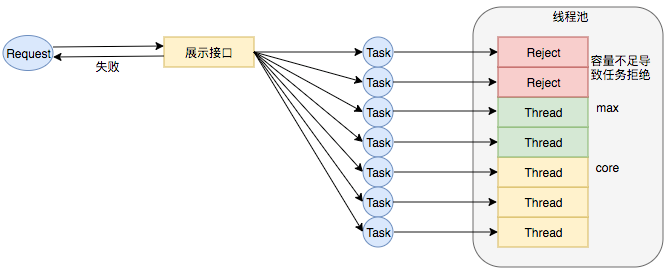 线程池
Request
失败
展示接口
Task
Task
Task
Task
Task
Task
Task
Reject
Reject
Thread
Thread
Thread
Thread
Thread
容量不足导
致任务拒绝
max
core